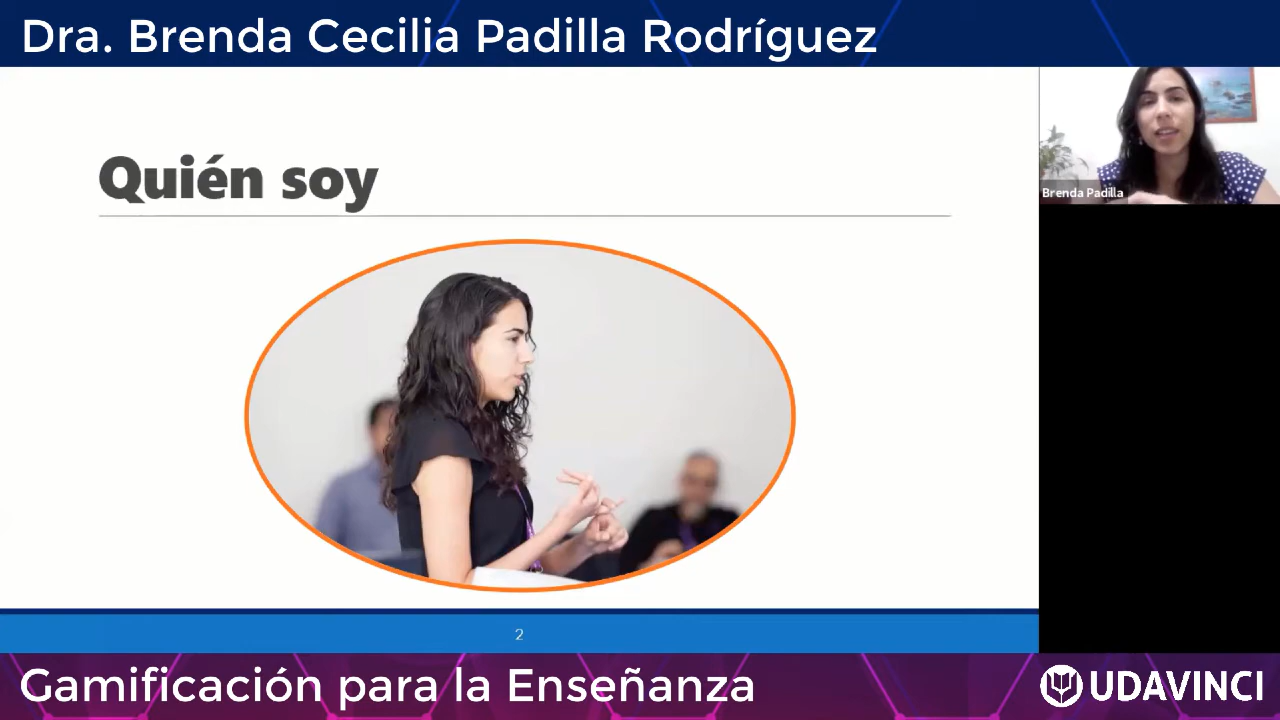 Dra. Brenda Cecilia Padilla Rodríguez
Quién soy
Brenda Padilla
2
Gamificación para la Enseñanza
UDAVINCI